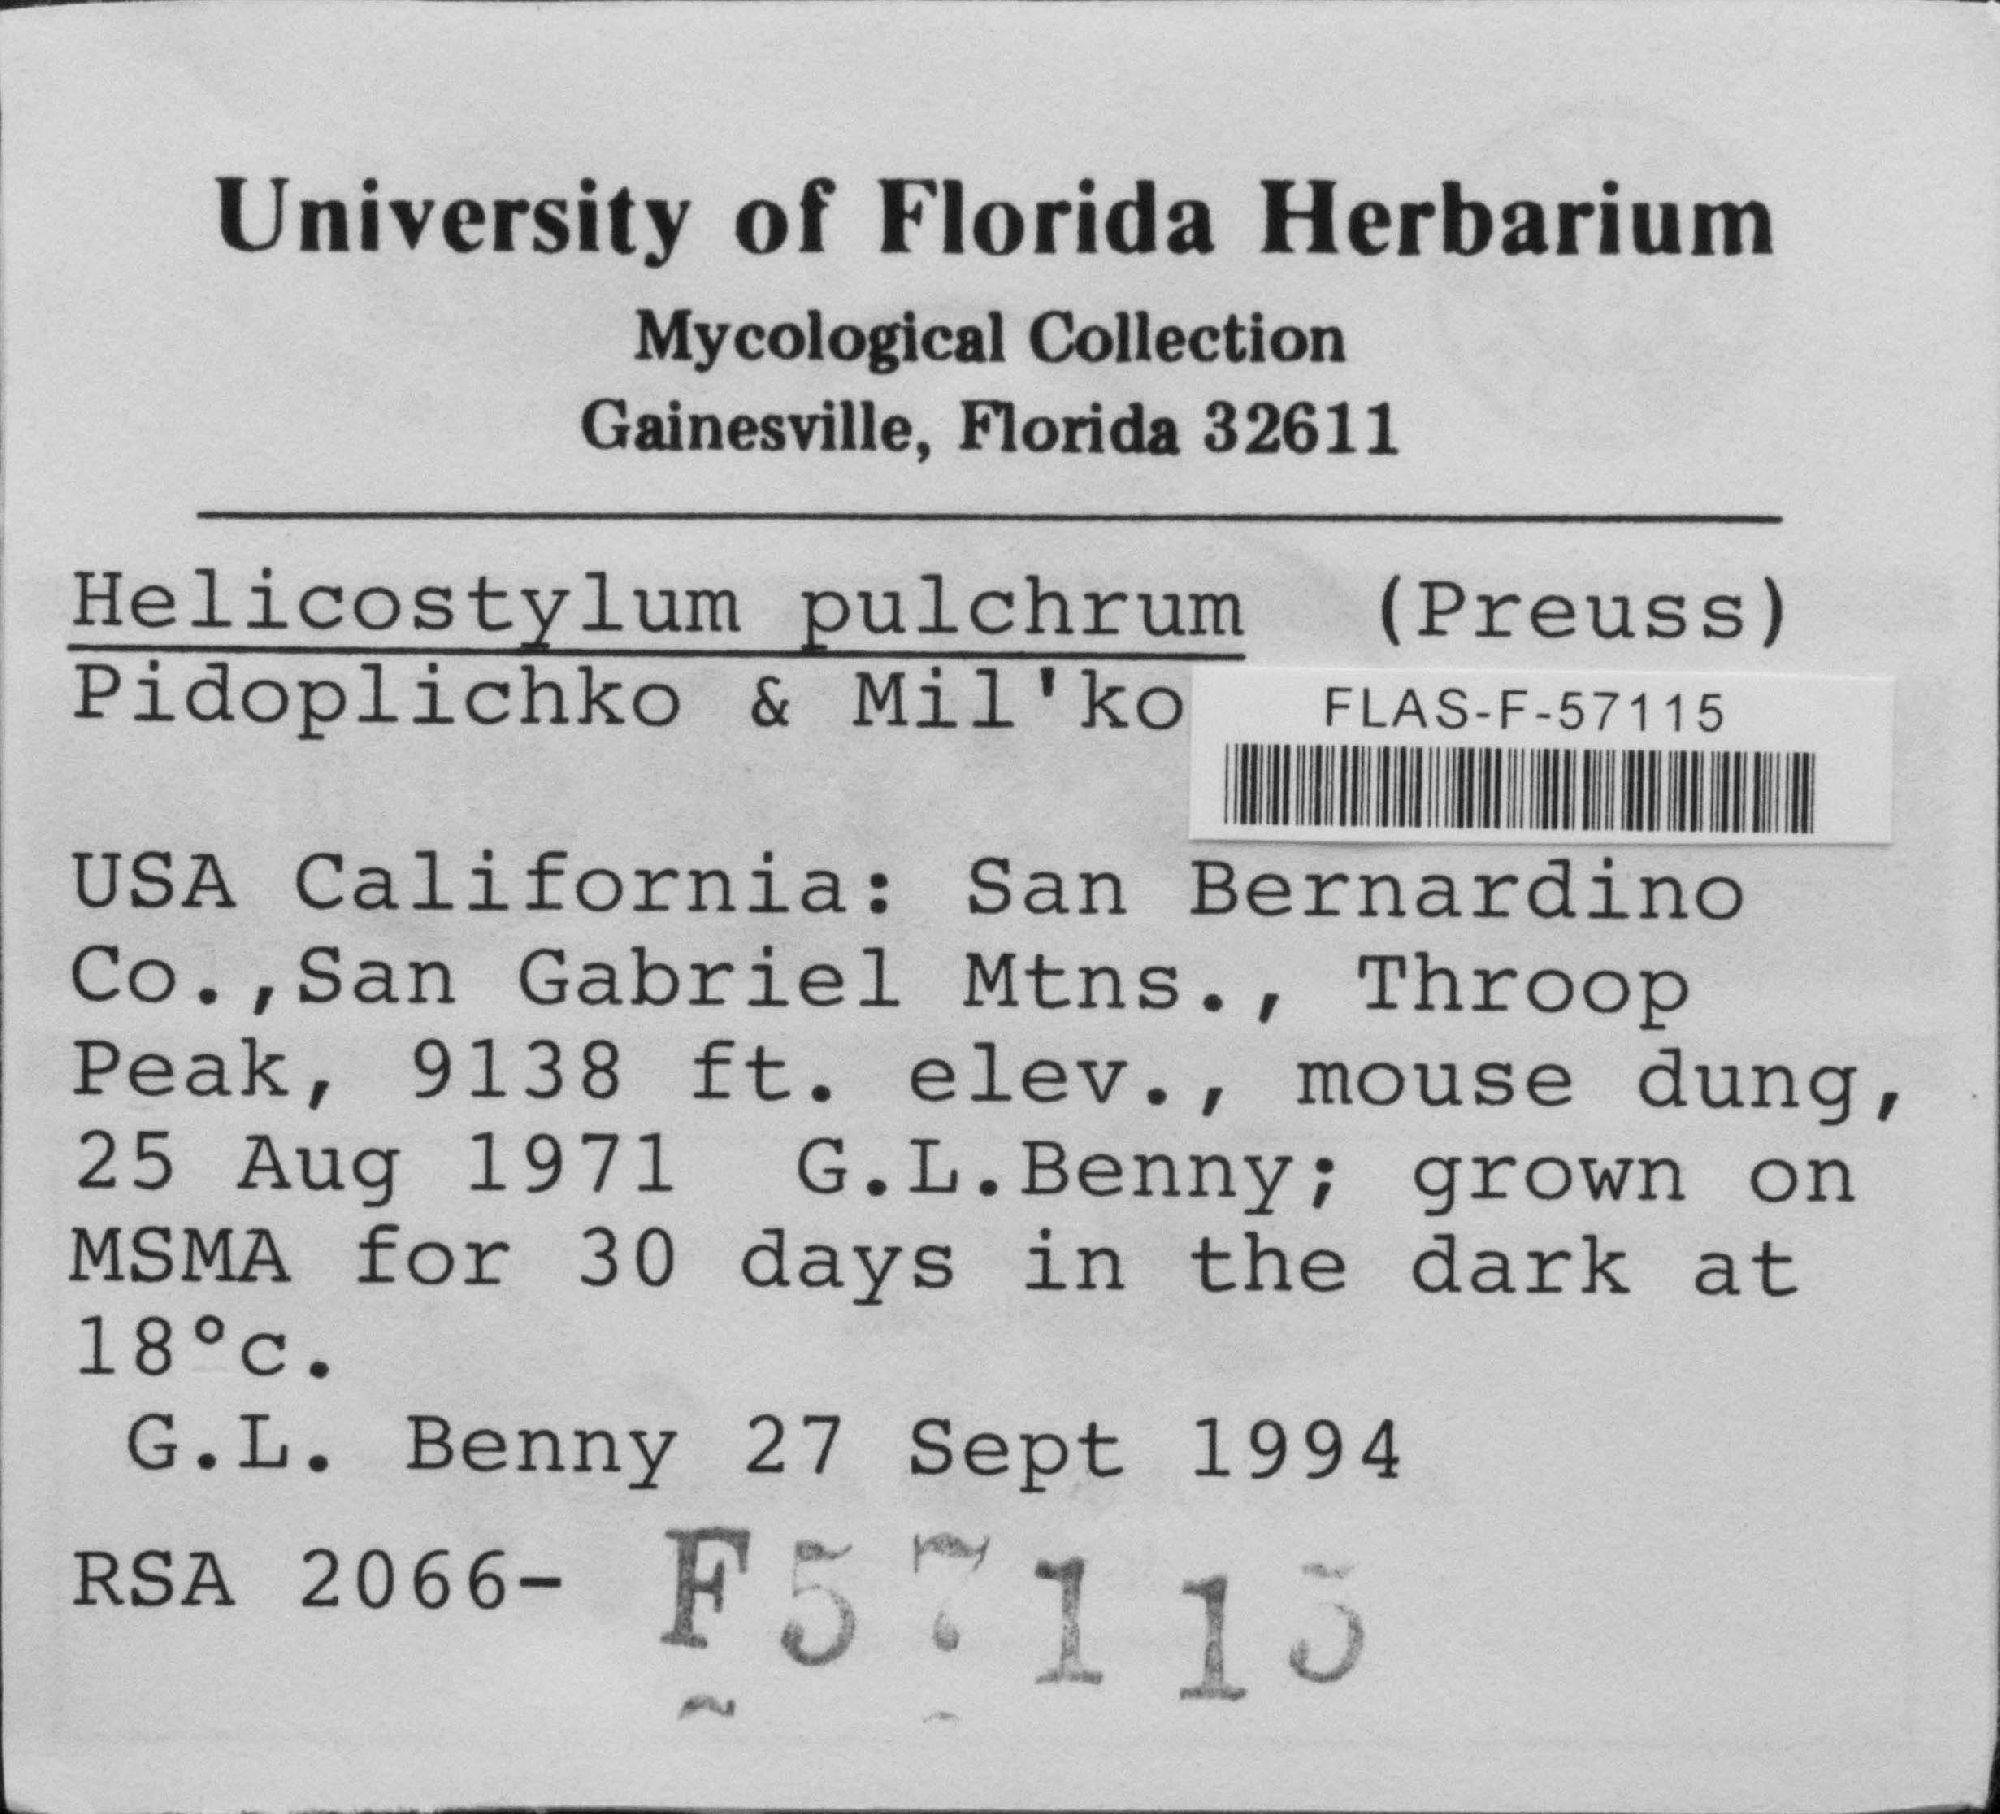 University of Florida Herbarium
Mycological Collection
Gainesville, Florida 32611
Helicostylum pulchrum (Preuss)
Pidoplichko & Mil'ko
FLAS-F-57115
USA California: San Bernardino
Co.,San Gabriel Mtns., Throop
Peak, 9138 ft. elev., mouse dung,
25 Aug 1971 G.L.Benny; grown on
MSMA for 30 days in the dark at
18°c.
G.L. Benny 27 Sept 1994
RSA 2066- F57115